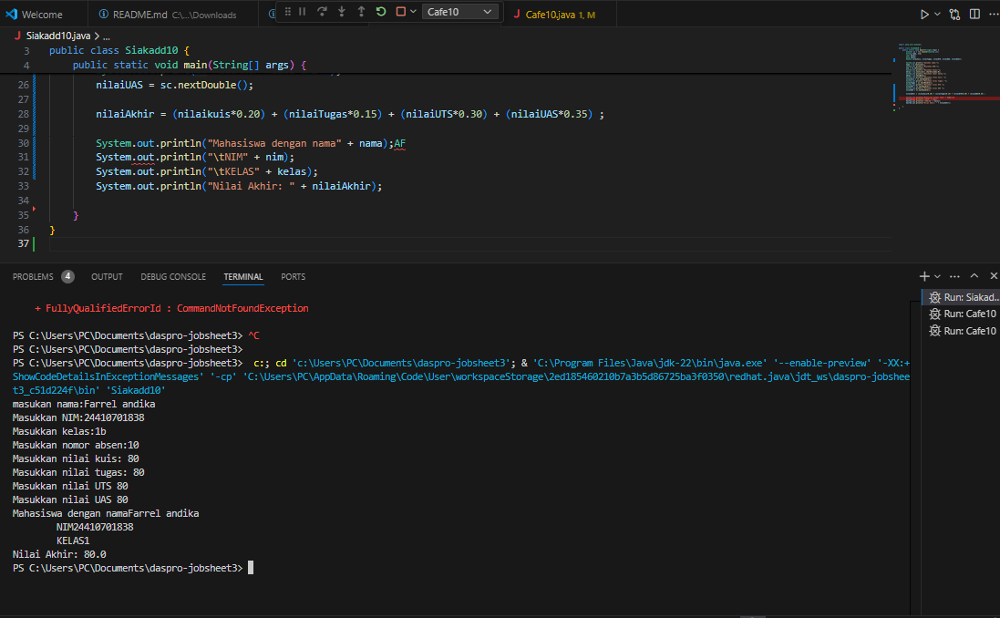 Welcome
README.md C:\...\Downloads
Cafe10
Cafe10.java 1, M
Siakadd10.java > ...
3 public class Siakadd10 {
4 public static void main(String[] args) {
26 nilaiUAS = sc.nextDouble();
27
28 nilaiAkhir = (nilaikuis*0.20) + (nilaiTugas*0.15) + (nilaiUTS*0.30) + (nilaiUAS*0.35) ;
29
30 System.out.println("Mahasiswa dengan nama" + nama);AF
31 System.out.println("\tNIM" + nim);
32 System.out.println("\tKELAS" + kelas);
33 System.out.println("Nilai Akhir: " + nilaiAkhir);
34
35 }
36 }
37
PROBLEMS 4 OUTPUT DEBUG CONSOLE TERMINAL PORTS
Run: Siakad...
Run: Cafe10
Run: Cafe10
+ FullyQualifiedErrorId : CommandNotFoundException
PS C:\Users\PC\Documents\daspro-jobsheet3> ^C
PS C:\Users\PC\Documents\daspro-jobsheet3>
PS C:\Users\PC\Documents\daspro-jobsheet3> c:; cd 'c:\Users\PC\Documents\daspro-jobsheet3'; & 'C:\Program Files\Java\jdk-22\bin\java.exe' '--enable-preview' '-XX:+
ShowCodeDetailsInExceptionMessages' '-cp' 'C:\Users\PC\AppData\Roaming\Code\User\workspaceStorage\2ed185460210b7a3b5d86725ba3f0350\redhat.java\jdt_ws\daspro-jobshee
t3_c51d224f\bin' 'Siakadd10'
masukan nama:Farrel andika
Masukkan NIM:24410701838
Masukkan kelas:1b
Masukkan nomor absen:10
Masukkan nilai kuis: 80
Masukkan nilai tugas: 80
Masukkan nilai UTS 80
Masukkan nilai UAS 80
Mahasiswa dengan namaFarrel andika
NIM24410701838
KELAS1
Nilai Akhir: 80.0
PS C:\Users\PC\Documents\daspro-jobsheet3>